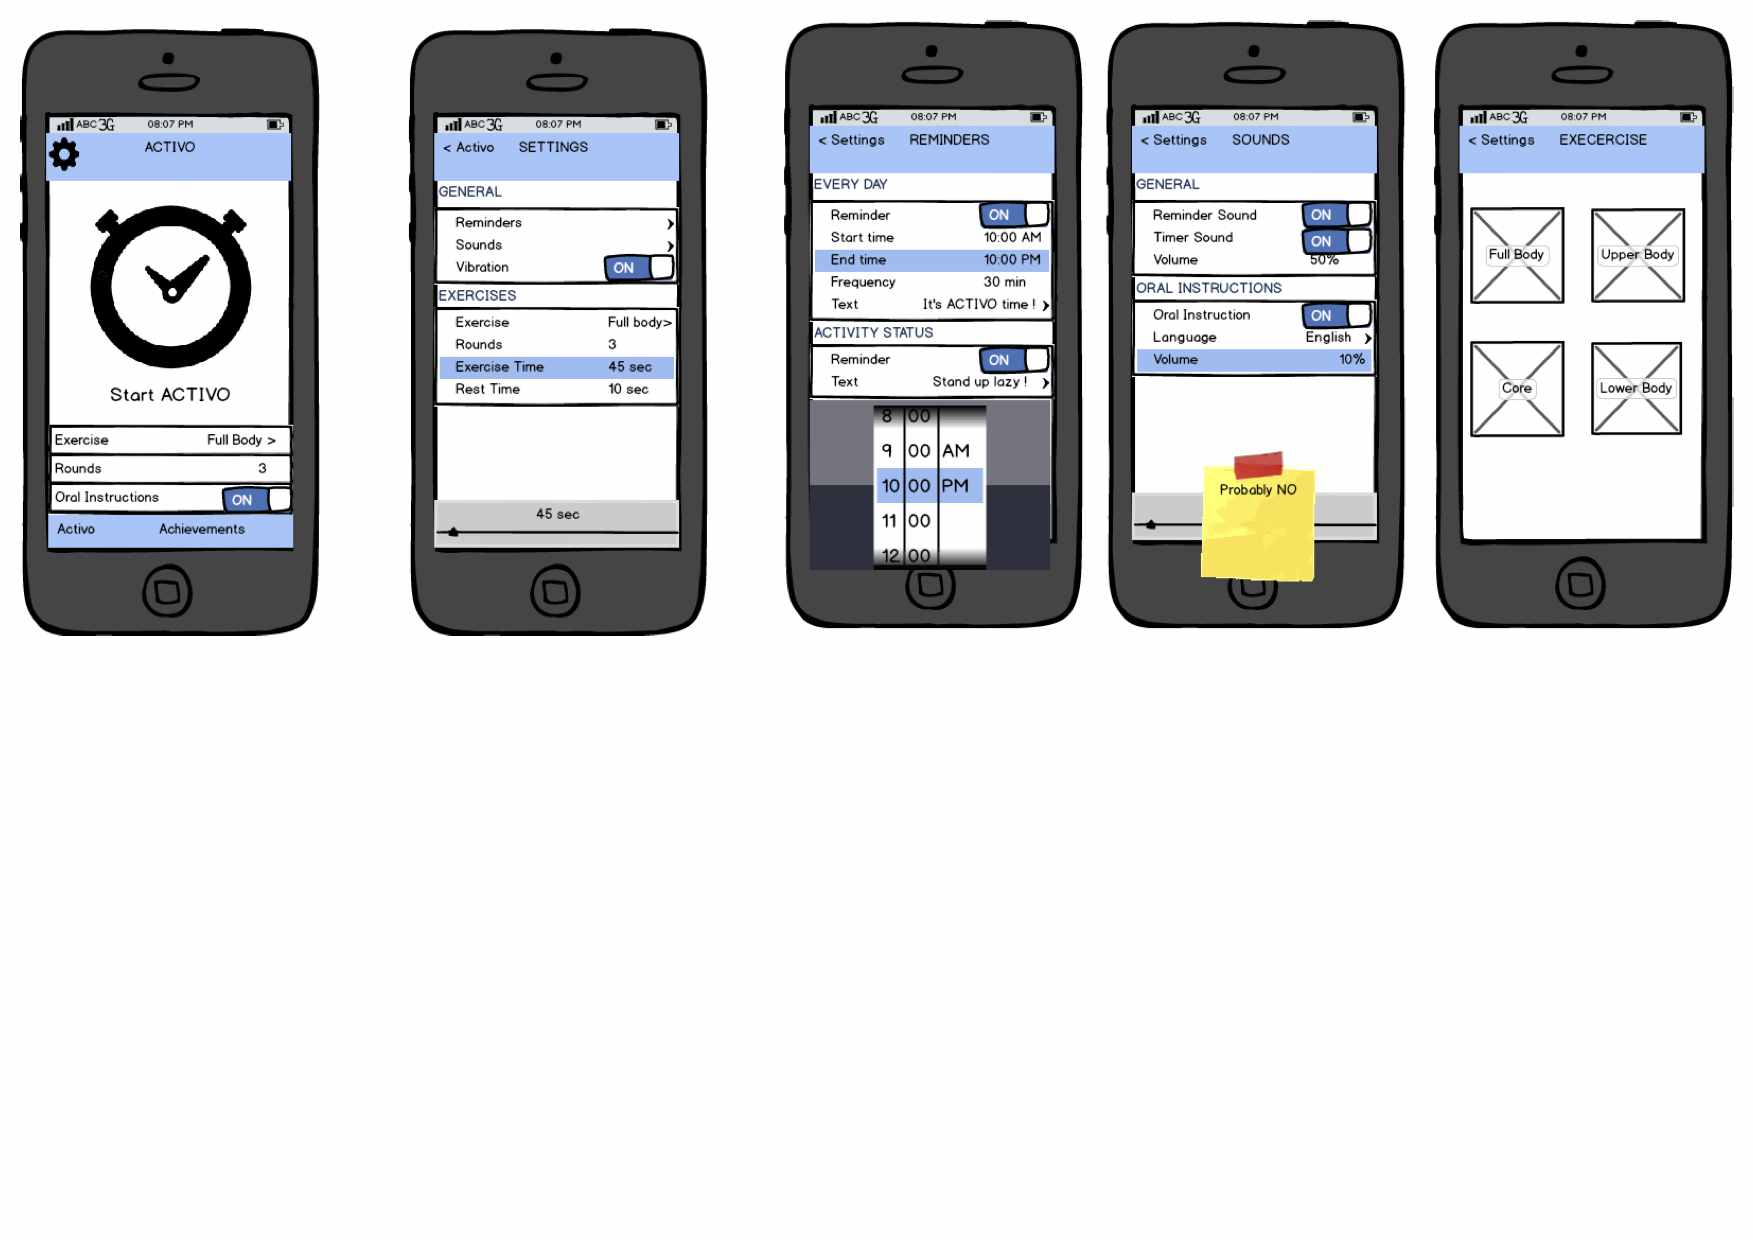 ABC 3G 08:07 PM
ACTIVO
Start ACTIVO
Exercise Full Body >
Rounds 3
Oral Instructions ON
Activo Achievements
ABC 3G 08:07 PM
< Activo SETTINGS
GENERAL
Reminders
Sounds
Vibration ON
EXERCISES
Exercise Full body>
Rounds 3
Exercise Time 45 sec
Rest Time 10 sec
45 sec
ABC 3G 08:07 PM
< Settings REMINDERS
EVERY DAY
Reminder ON
Start time 10:00 AM
End time 10:00 PM
Frequency 30 min
Text It's ACTIVO time !
ACTIVITY STATUS
Reminder ON
Text Stand up lazy !
8 00
9 00 AM
10 00 PM
11 00
12 00
ABC 3G 08:07 PM
< Settings SOUNDS
GENERAL
Reminder Sound ON
Timer Sound ON
Volume 50%
ORAL INSTRUCTIONS
Oral Instruction ON
Language English
Volume 10%
Probably NO
ABC 3G 08:07 PM
< Settings EXECERCISE
Full Body Upper Body
Core Lower Body